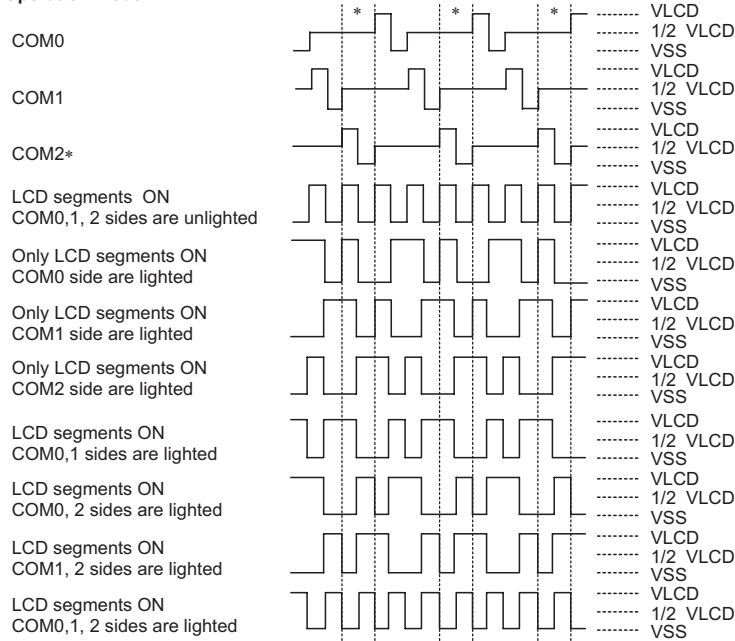 * * *
COM0
VLCD
1/2 VLCD
VSS
COM1
VLCD
1/2 VLCD
VSS
COM2*
VLCD
1/2 VLCD
VSS
LCD segments ON
COM0,1, 2 sides are unlighted
VLCD
1/2 VLCD
VSS
Only LCD segments ON
COM0 side are lighted
VLCD
1/2 VLCD
VSS
Only LCD segments ON
COM1 side are lighted
VLCD
1/2 VLCD
VSS
Only LCD segments ON
COM2 side are lighted
VLCD
1/2 VLCD
VSS
LCD segments ON
COM0,1 sides are lighted
VLCD
1/2 VLCD
VSS
LCD segments ON
COM0, 2 sides are lighted
VLCD
1/2 VLCD
VSS
LCD segments ON
COM1, 2 sides are lighted
VLCD
1/2 VLCD
VSS
LCD segments ON
COM0,1, 2 sides are lighted
VLCD
1/2 VLCD
VSS